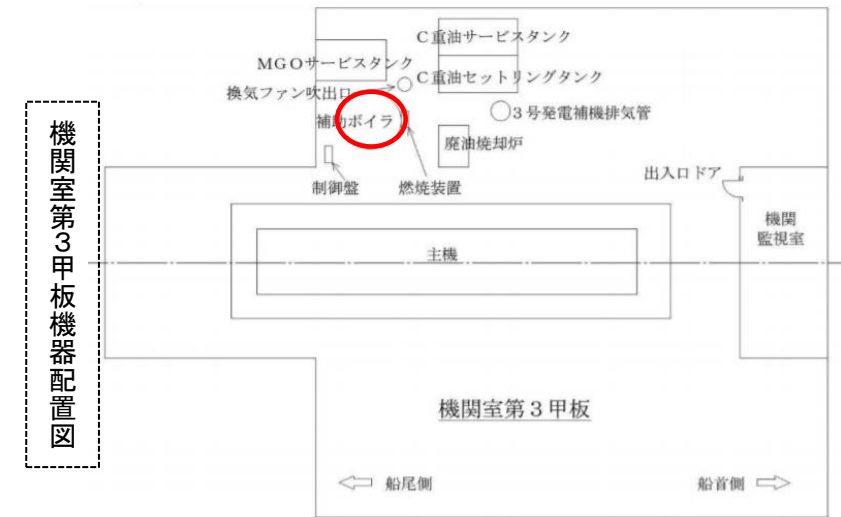 機関室第3甲板機器配置図
C重油サービスタンク
MGOサービスタンク
C重油セットリングタンク
換気ファン吹出口
3号発電補機排気管
補助ボイラ
廃油焼却炉
出入口ドア
制御盤
燃焼装置
機関
監視室
主機
機関室第3甲板
船尾側
船首側